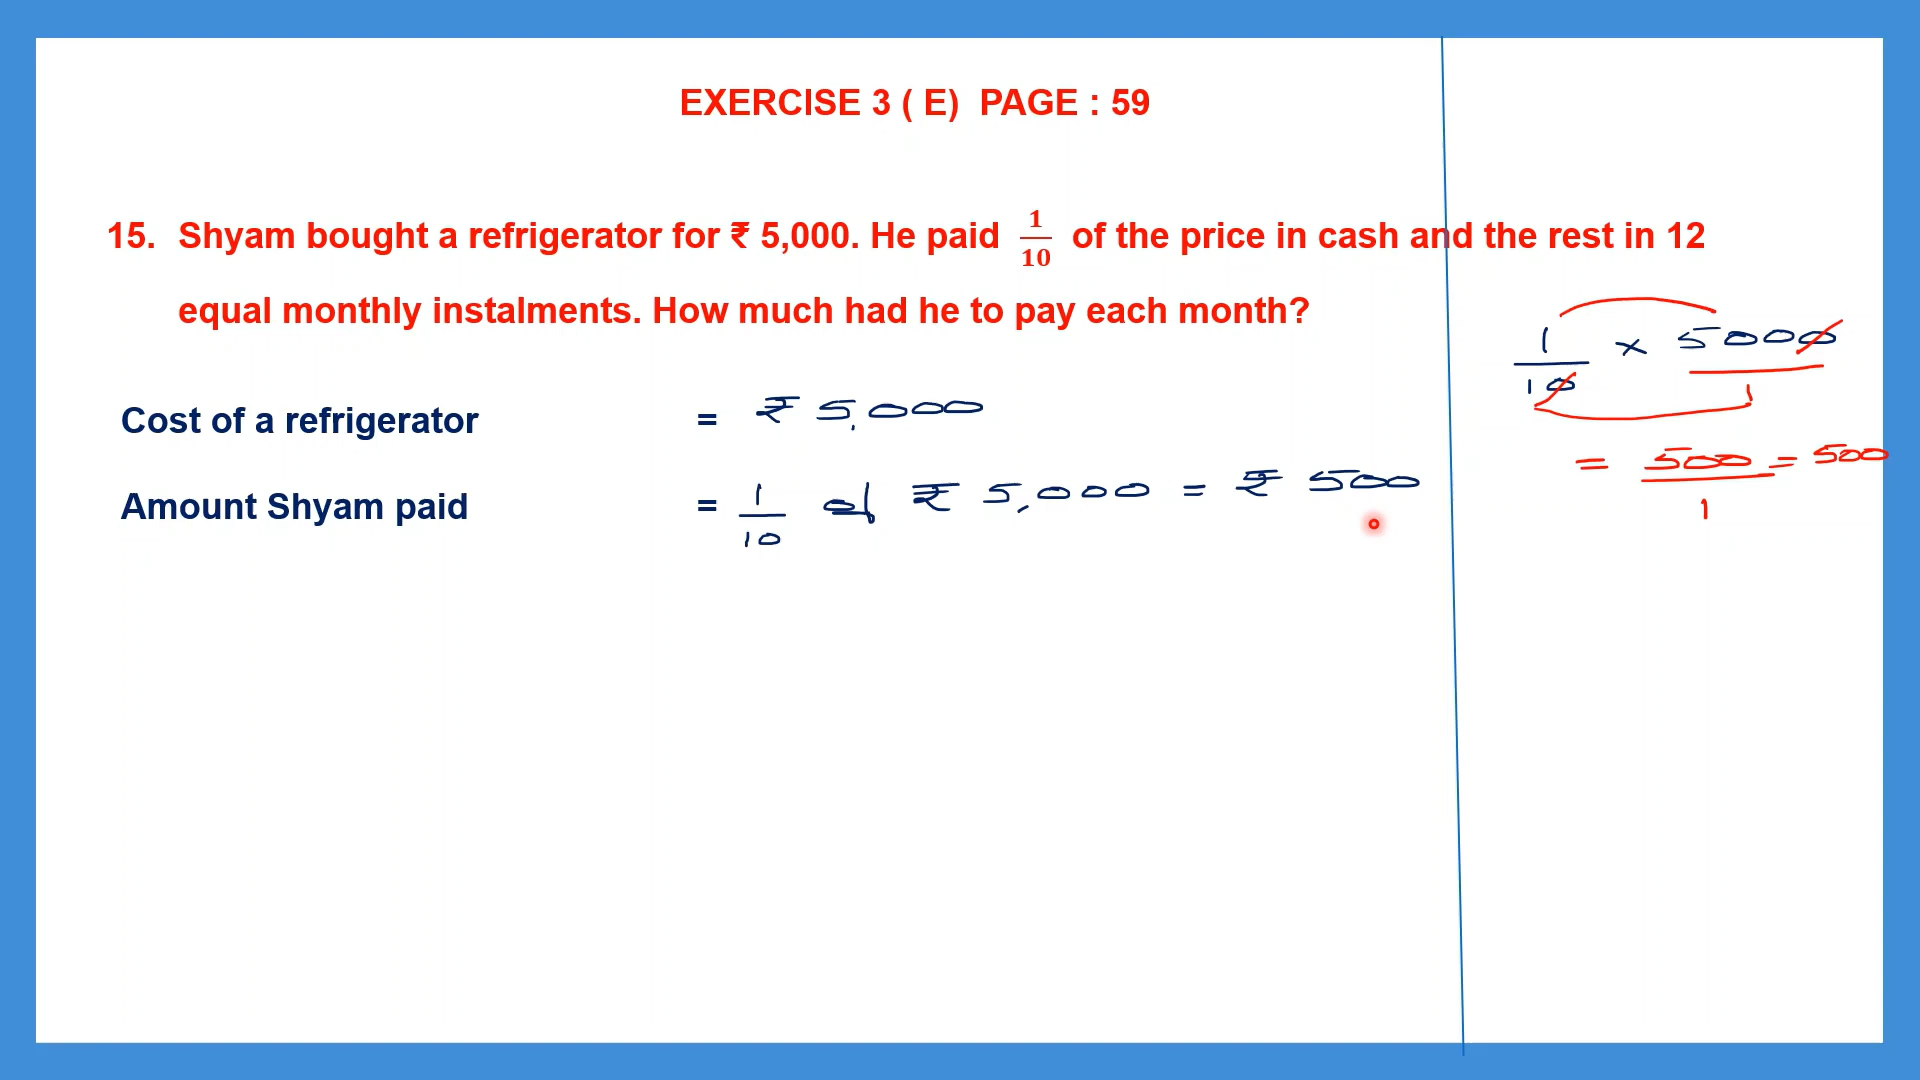 EXERCISE 3 ( E) PAGE : 59
15. Shyam bought a refrigerator for ₹ 5,000. He paid 1/10 of the price in cash and the rest in 12
equal monthly instalments. How much had he to pay each month?
Cost of a refrigerator = ₹ 5,000
Amount Shyam paid = 1/10 of ₹ 5,000 = ₹ 500
1/10 × 5000/1
= 500/1 = 500